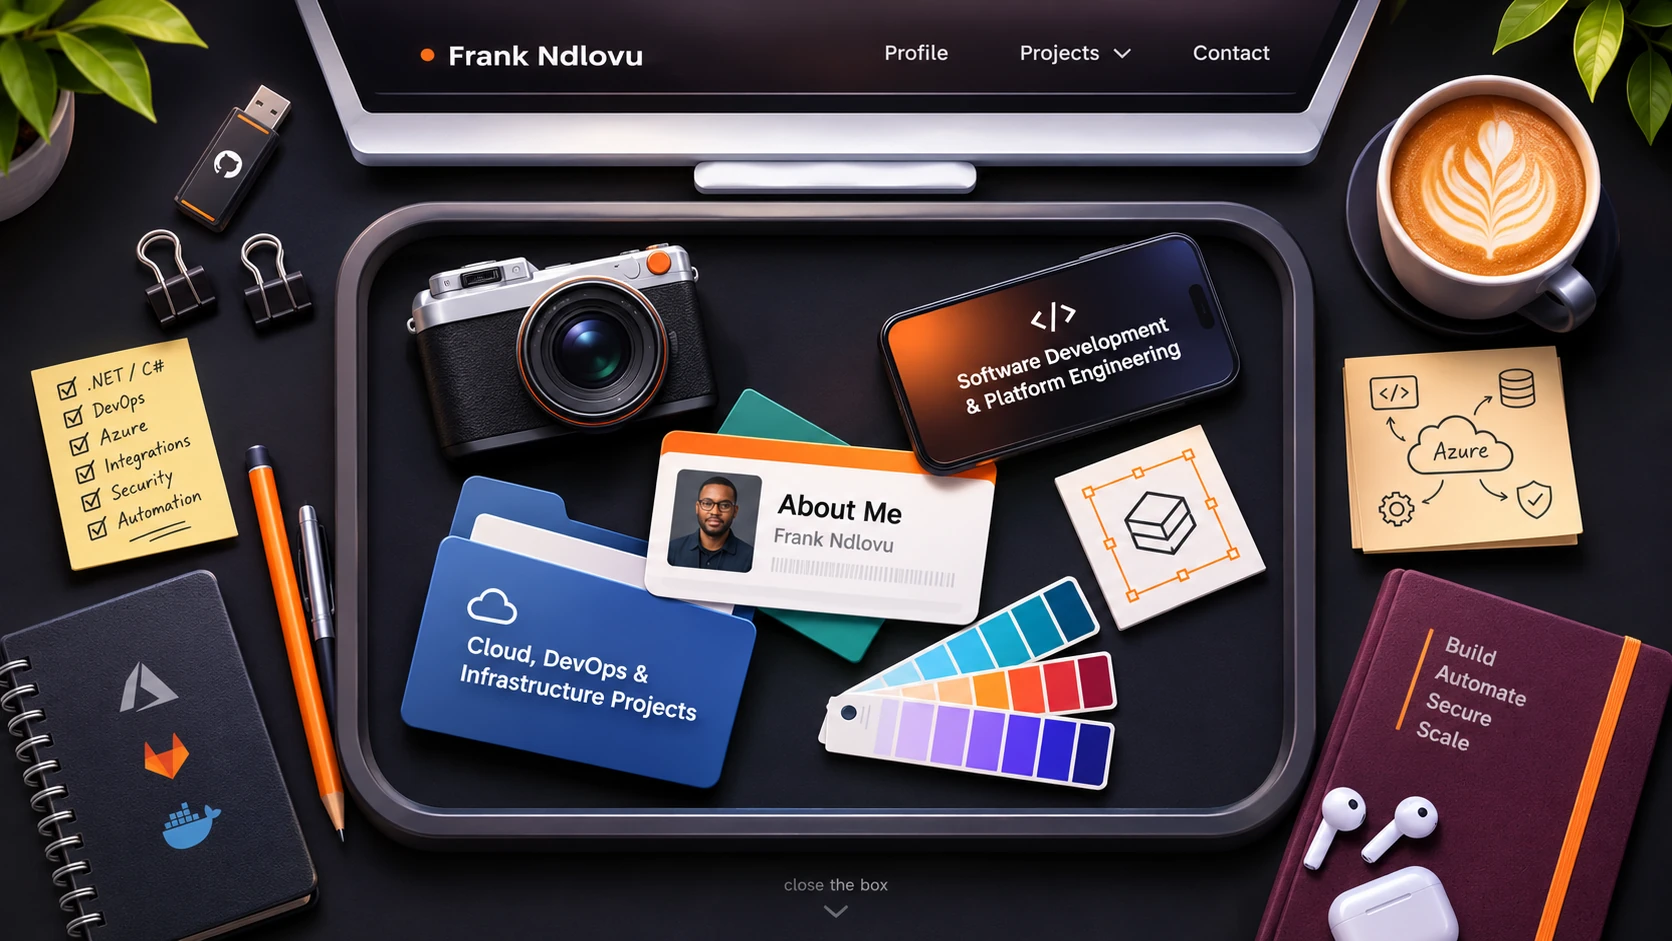 Frank Ndlovu
Profile
Projects
Contact
.NET / C#
DevOps
Azure
Integrations
Security
Automation
</>
Software Development
& Platform Engineering
About Me
Frank Ndlovu
Cloud, DevOps &
Infrastructure Projects
</>
Azure
Build
Automate
Secure
Scale
close the box